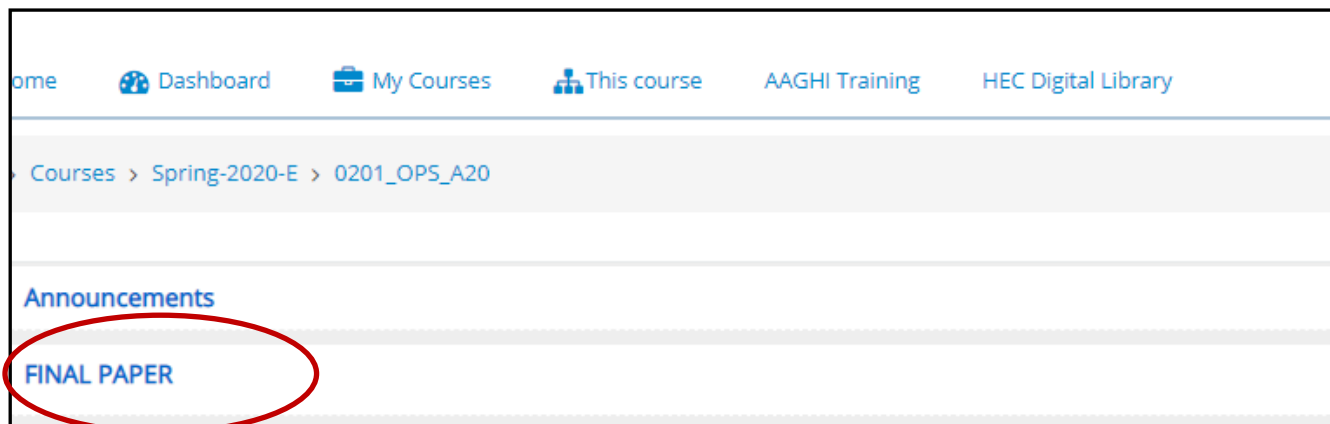 ome Dashboard My Courses This course AAGHI Training HEC Digital Library
› Courses › Spring-2020-E › 0201_OPS_A20
Announcements
FINAL PAPER